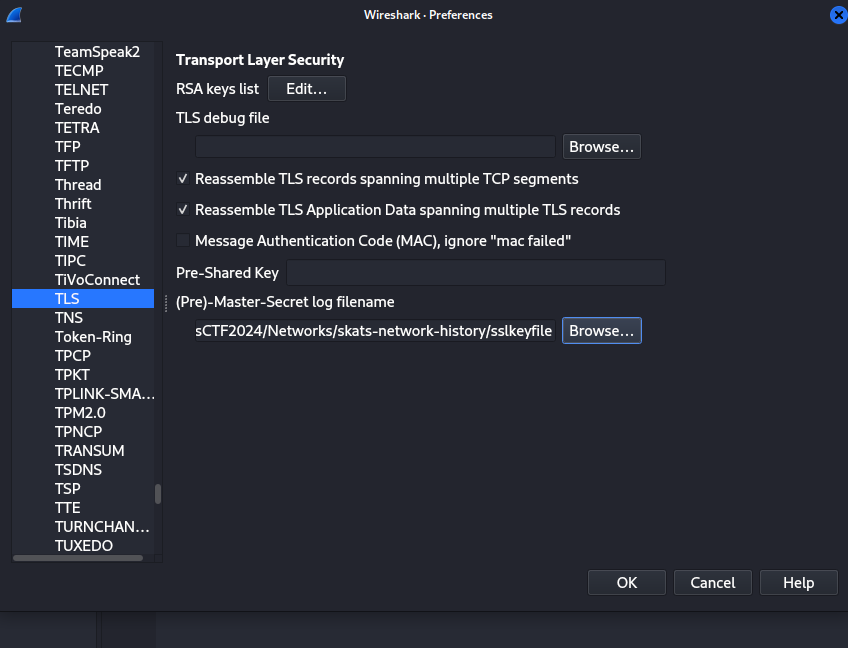 Wireshark · Preferences
TeamSpeak2
TECMP
TELNET
Teredo
TETRA
TFP
TFTP
Thread
Thrift
Tibia
TIME
TIPC
TiVoConnect
TLS
TNS
Token-Ring
TPCP
TPKT
TPLINK-SMA...
TPM2.0
TPNCP
TRANSUM
TSDNS
TSP
TTE
TURNCHAN...
TUXEDO
Transport Layer Security
RSA keys list Edit...
TLS debug file
Browse...
Reassemble TLS records spanning multiple TCP segments
Reassemble TLS Application Data spanning multiple TLS records
Message Authentication Code (MAC), ignore "mac failed"
Pre-Shared Key
(Pre)-Master-Secret log filename
sCTF2024/Networks/skats-network-history/sslkeyfile Browse...
OK Cancel Help